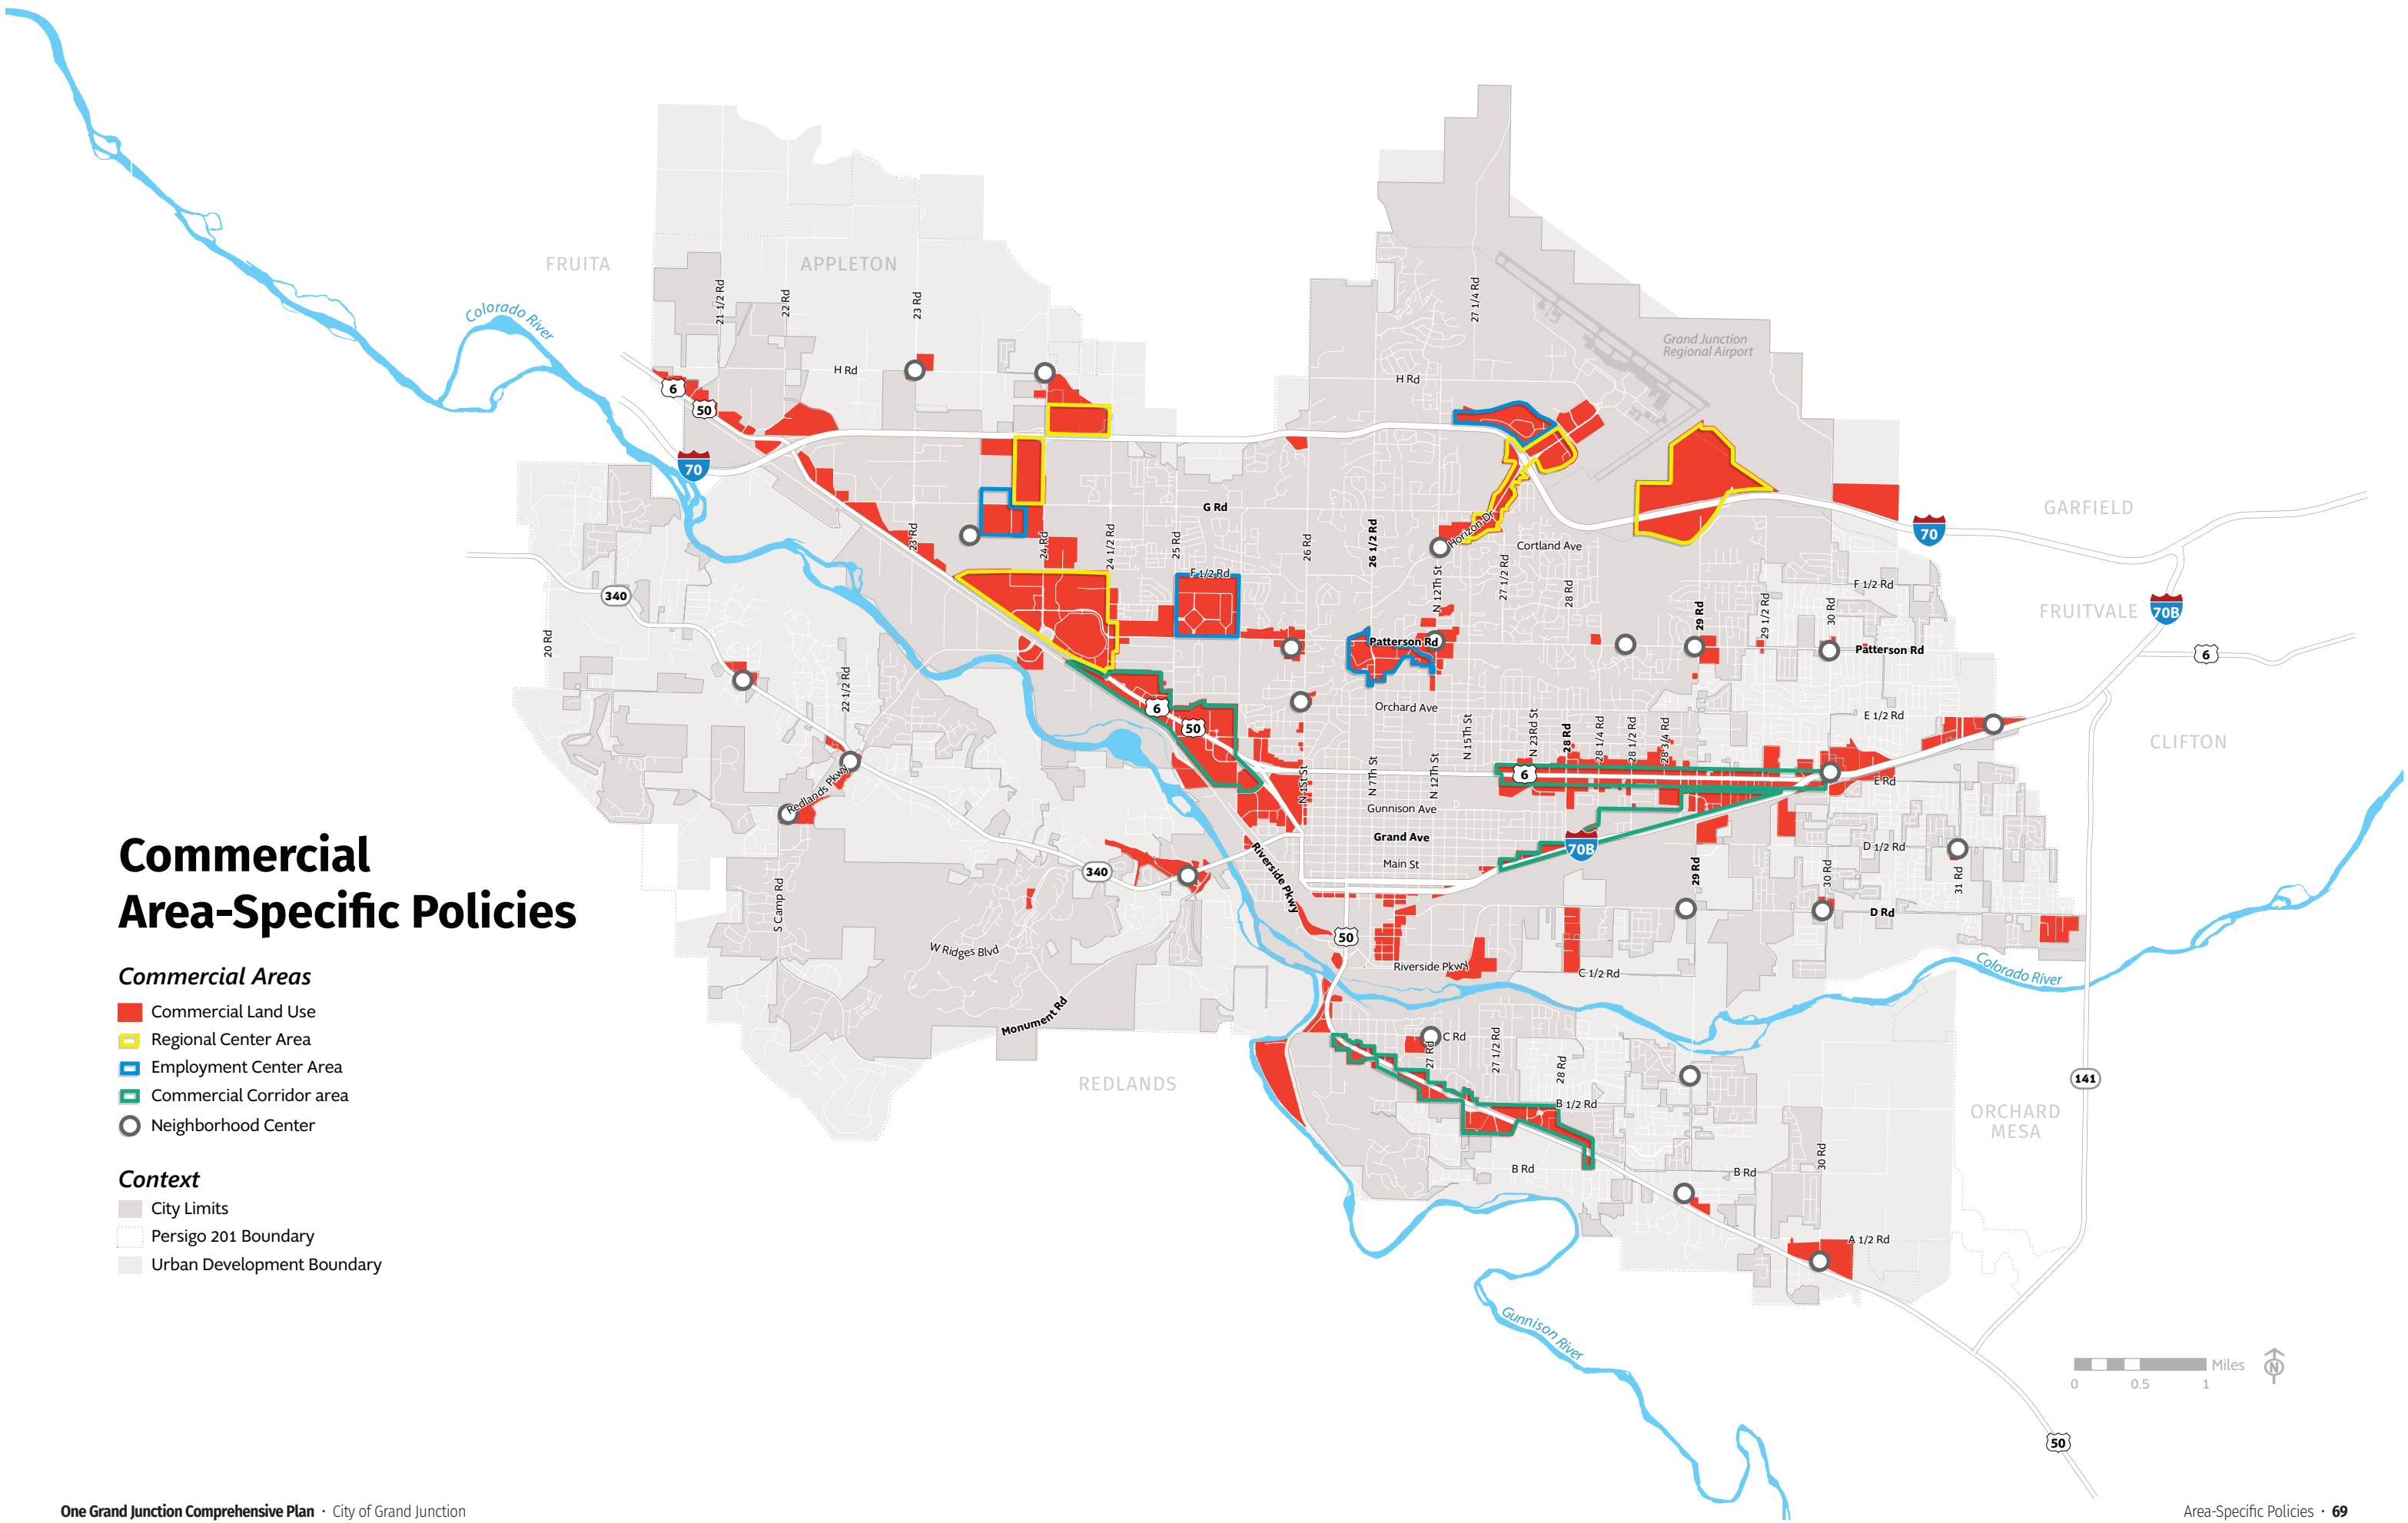 FRUITA
APPLETON
Colorado River
21 1/2 Rd
22 Rd
23 Rd
27 1/4 Rd
Grand Junction
Regional Airport
H Rd
H Rd
6
50
70
G Rd
GARFIELD
70
23 Rd
24 Rd
24 1/2 Rd
25 Rd
26 Rd
26 1/2 Rd
Horizon Dr
Cortland Ave
F 1/2 Rd
F 1/2 Rd
N 12Th St
27 1/2 Rd
28 Rd
29 Rd
29 1/2 Rd
30 Rd
FRUITVALE
70B
340
20 Rd
Patterson Rd
Patterson Rd
6
22 1/2 Rd
Orchard Ave
E 1/2 Rd
6
50
N 15Th St
N 23Rd St
28 Rd
28 1/4 Rd
28 1/2 Rd
28 3/4 Rd
CLIFTON
Redlands Pkwy
N 1St St
N 7Th St
N 12Th St
6
E Rd
Gunnison Ave
Grand Ave
70B
D 1/2 Rd
Main St
340
Riverside Pkwy
29 Rd
30 Rd
31 Rd
S Camp Rd
D Rd
W Ridges Blvd
50
Riverside Pkwy
C 1/2 Rd
Colorado River
Monument Rd
C Rd
27 Rd
27 1/2 Rd
28 Rd
REDLANDS
141
B 1/2 Rd
ORCHARD
MESA
B Rd
B Rd
30 Rd
A 1/2 Rd
Gunnison River
50
Commercial
Area-Specific Policies
Commercial Areas
Commercial Land Use
Regional Center Area
Employment Center Area
Commercial Corridor area
Neighborhood Center
Context
City Limits
Persigo 201 Boundary
Urban Development Boundary
Miles
0 0.5 1
N
One Grand Junction Comprehensive Plan · City of Grand Junction
Area-Specific Policies · 69